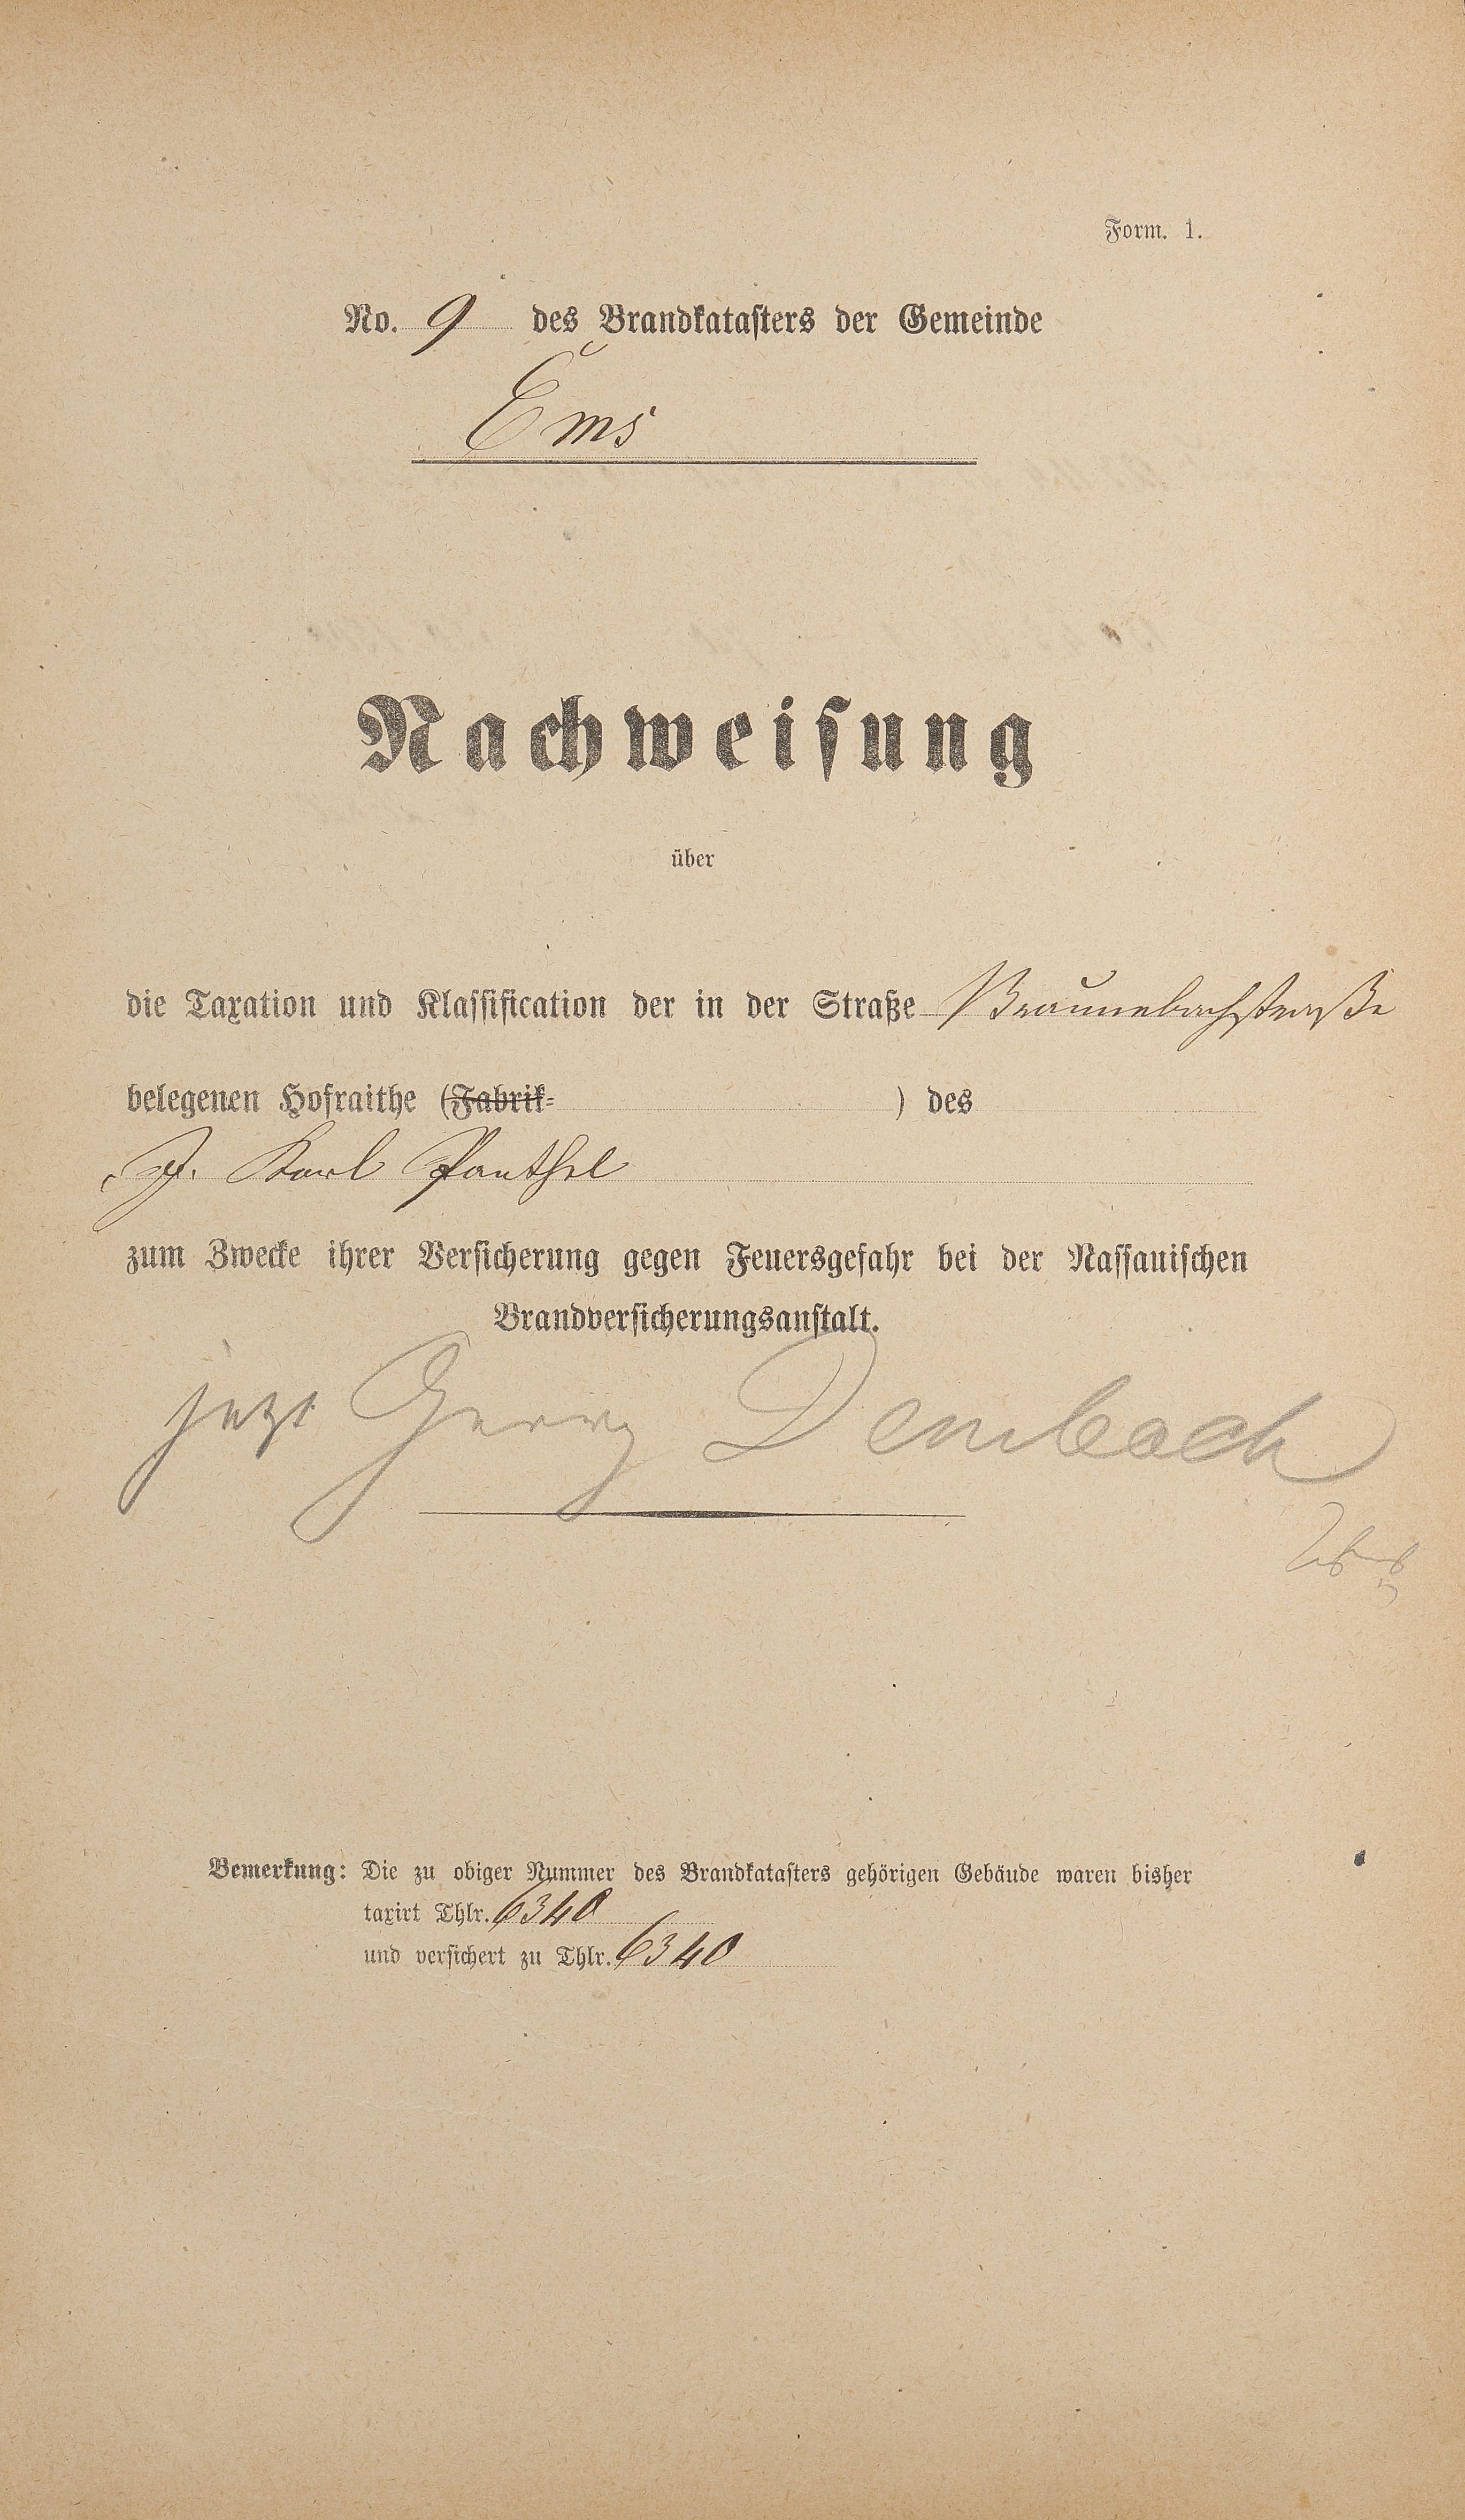 Form. 1.
No. 9 des Brandkatasters der Gemeinde
Ems
Nachweisung
über
die Taxation und Klassification der in der Straße Braunebachstraße
belegenen Hofraithe (Fabrik- ) des
J. Karl Panthel
zum Zwecke ihrer Versicherung gegen Feuersgefahr bei der Nassauischen
Brandversicherungsanstalt.
jetzt Georg Dembach
Bemerkung: Die zu obiger Nummer des Brandkatasters gehörigen Gebäude waren bisher
taxirt Thlr. 6340
und versichert zu Thlr. 6340